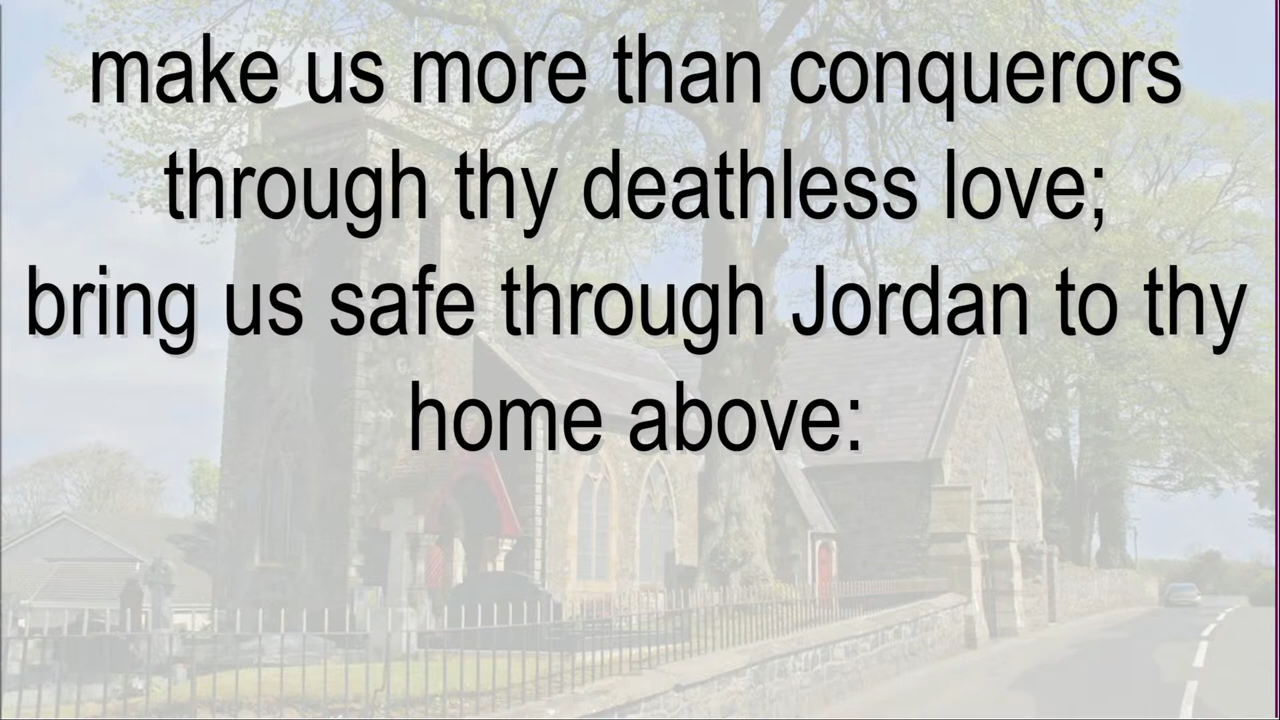 make us more than conquerors
through thy deathless love;
bring us safe through Jordan to thy
home above: